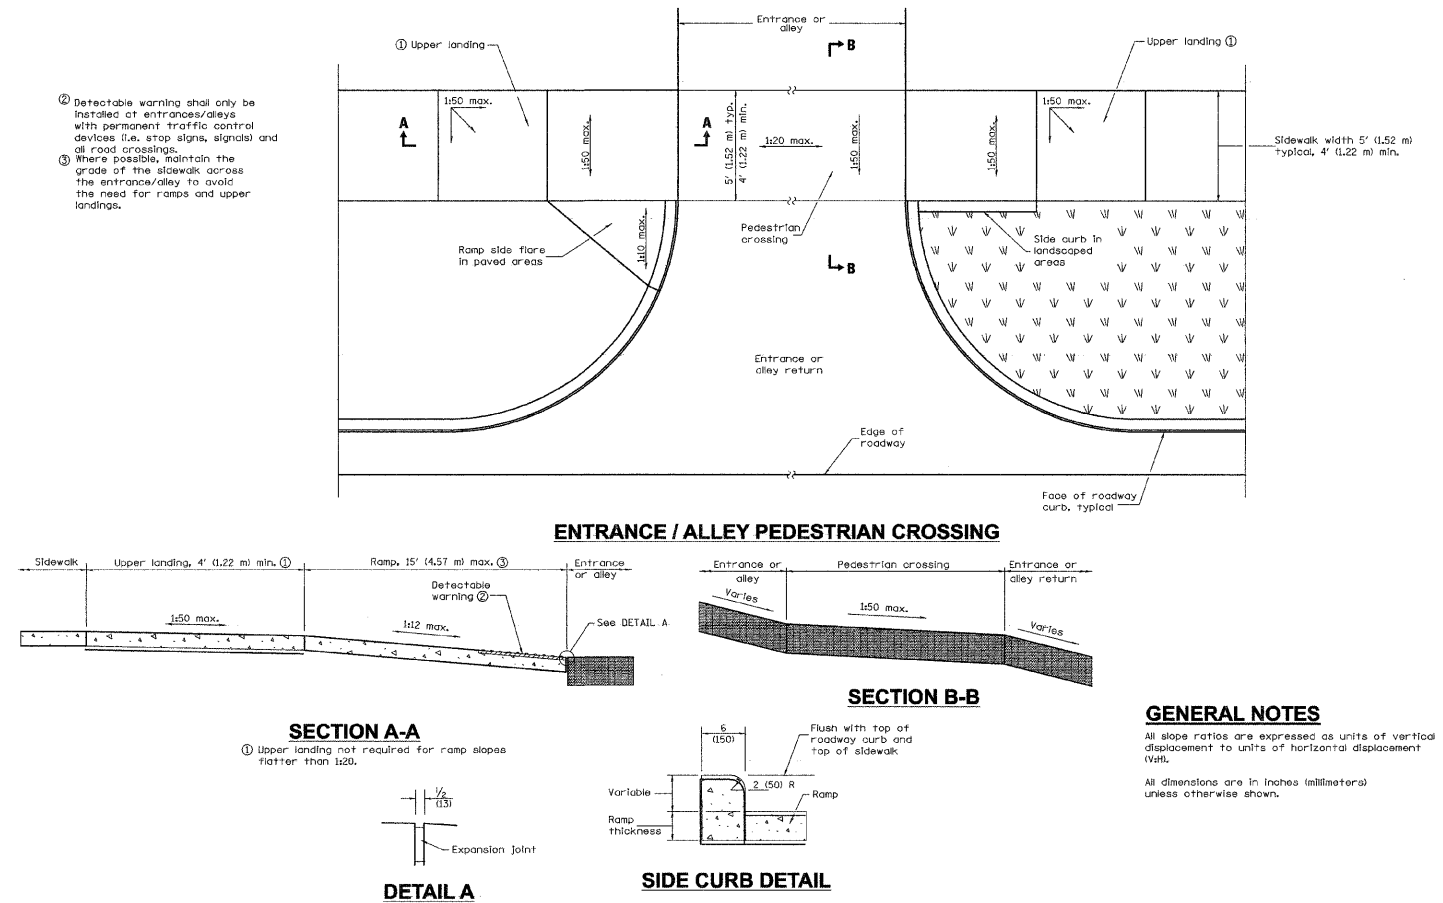 Entrance or
alley
B
① Upper landing
Upper landing ①
② Detectable warning shall only be
installed at entrances/alleys
with permanent traffic control
devices (i.e. stop signs, signals) and
all road crossings.
③ Where possible, maintain the
grade of the sidewalk across
the entrance/alley to avoid
the need for ramps and upper
landings.
1:50 max.
A
1:50 max.
A
5' (1.52 m) typ.
4' (1.22 m) min.
1:20 max.
1:50 max.
1:50 max.
1:50 max.
Sidewalk width 5' (1.52 m)
typical, 4' (1.22 m) min.
Ramp side flare
in paved areas
1:10 max.
Pedestrian
crossing
Side curb in
landscaped
areas
B
Entrance or
alley return
Edge of
roadway
Face of roadway
curb, typical
ENTRANCE / ALLEY PEDESTRIAN CROSSING
Sidewalk
Upper landing, 4' (1.22 m) min. ①
Ramp, 15' (4.57 m) max. ③
Entrance
or alley
Detectable
warning ②
1:50 max.
1:12 max.
See DETAIL A
SECTION A-A
① Upper landing not required for ramp slopes
flatter than 1:20.
Entrance or
alley
Pedestrian crossing
Entrance or
alley return
Varies
1:50 max.
Varies
SECTION B-B
1/2
(13)
Expansion joint
DETAIL A
6
(150)
Flush with top of
roadway curb and
top of sidewalk
2 (50) R
Variable
Ramp
Ramp
thickness
SIDE CURB DETAIL
GENERAL NOTES
All slope ratios are expressed as units of vertical
displacement to units of horizontal displacement
(V:H).
All dimensions are in inches (millimeters)
unless otherwise shown.